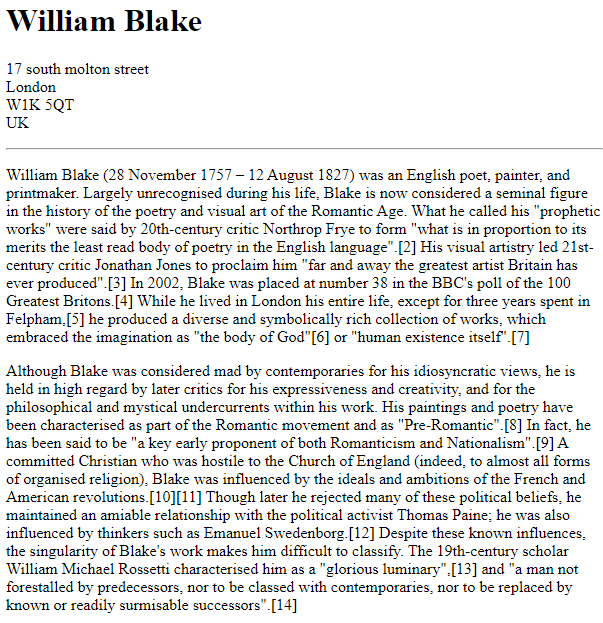 William Blake
17 south molton street
London
W1K 5QT
UK
William Blake (28 November 1757 – 12 August 1827) was an English poet, painter, and
printmaker. Largely unrecognised during his life, Blake is now considered a seminal figure
in the history of the poetry and visual art of the Romantic Age. What he called his "prophetic
works" were said by 20th-century critic Northrop Frye to form "what is in proportion to its
merits the least read body of poetry in the English language".[2] His visual artistry led 21st-
century critic Jonathan Jones to proclaim him "far and away the greatest artist Britain has
ever produced".[3] In 2002, Blake was placed at number 38 in the BBC's poll of the 100
Greatest Britons.[4] While he lived in London his entire life, except for three years spent in
Felpham,[5] he produced a diverse and symbolically rich collection of works, which
embraced the imagination as "the body of God"[6] or "human existence itself".[7]
Although Blake was considered mad by contemporaries for his idiosyncratic views, he is
held in high regard by later critics for his expressiveness and creativity, and for the
philosophical and mystical undercurrents within his work. His paintings and poetry have
been characterised as part of the Romantic movement and as "Pre-Romantic".[8] In fact, he
has been said to be "a key early proponent of both Romanticism and Nationalism".[9] A
committed Christian who was hostile to the Church of England (indeed, to almost all forms
of organised religion), Blake was influenced by the ideals and ambitions of the French and
American revolutions.[10][11] Though later he rejected many of these political beliefs, he
maintained an amiable relationship with the political activist Thomas Paine; he was also
influenced by thinkers such as Emanuel Swedenborg.[12] Despite these known influences,
the singularity of Blake's work makes him difficult to classify. The 19th-century scholar
William Michael Rossetti characterised him as a "glorious luminary",[13] and "a man not
forestalled by predecessors, nor to be classed with contemporaries, nor to be replaced by
known or readily surmisable successors".[14]